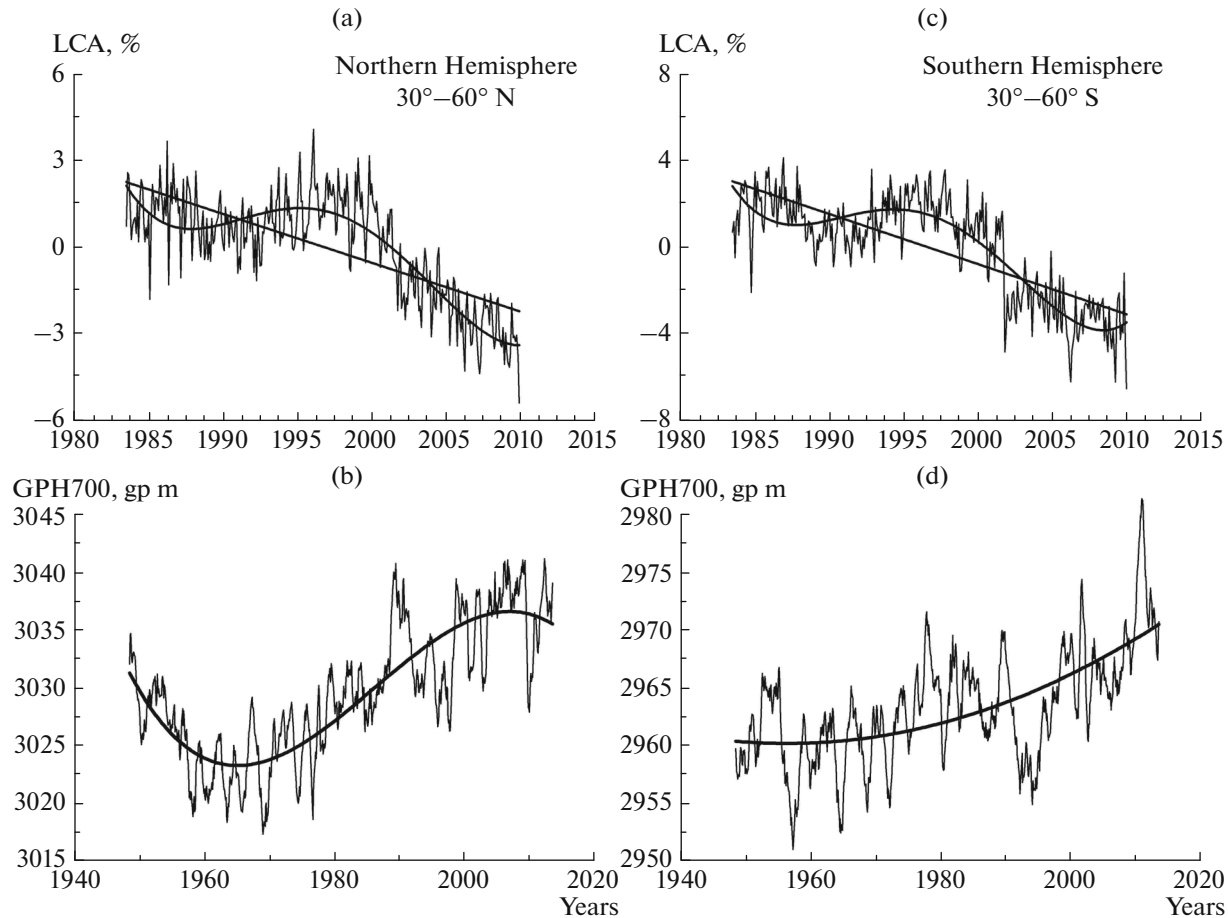 (a)
LCA, %
Northern Hemisphere
30°–60° N
6
3
0
–3
–6
1980 1985 1990 1995 2000 2005 2010 2015
(c)
LCA, %
Southern Hemisphere
30°–60° S
8
4
0
–4
–8
1980 1985 1990 1995 2000 2005 2010 2015
(b)
GPH700, gp m
3045
3040
3035
3030
3025
3020
3015
1940 1960 1980 2000 2020
Years
(d)
GPH700, gp m
2980
2975
2970
2965
2960
2955
2950
1940 1960 1980 2000 2020
Years